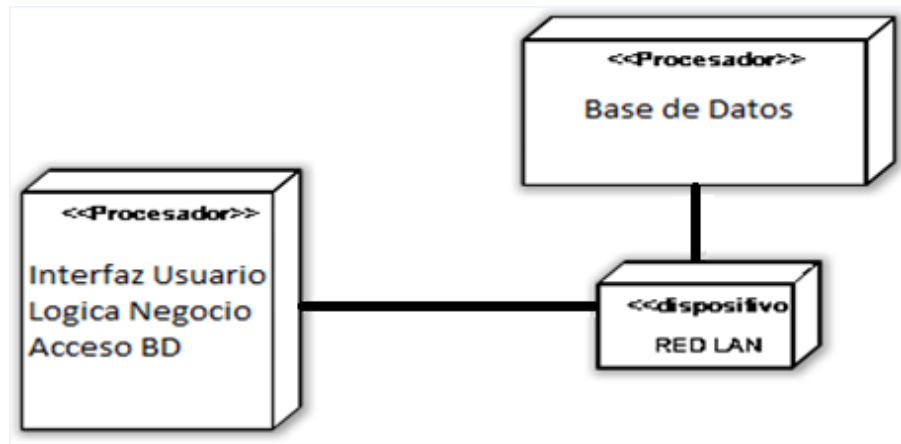 <<Procesador>>
Base de Datos
<<Procesador>>
Interfaz Usuario
Logica Negocio
Acceso BD
<<dispositivo
RED LAN